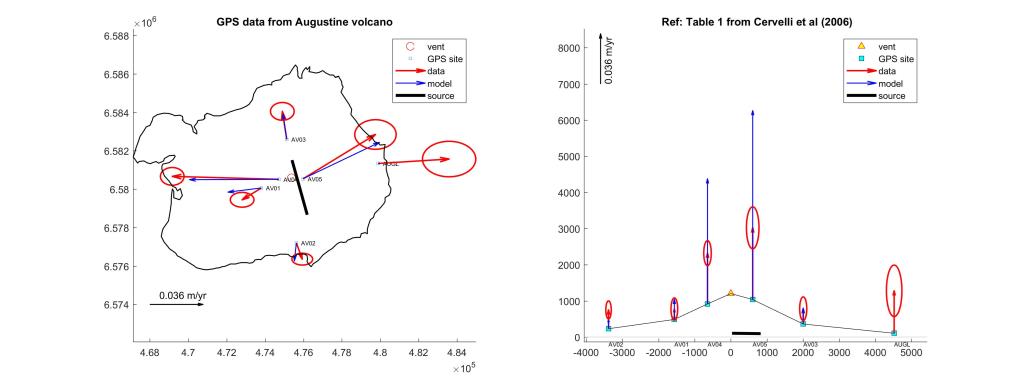 GPS data from Augustine volcano
×10⁶
6.588
6.586
6.584
6.582
6.58
6.578
6.576
6.574
vent
GPS site
data
model
source
AV03
AUGL
AV04
AV05
AV01
AV02
0.036 m/yr
4.68
4.7
4.72
4.74
4.76
4.78
4.8
4.82
4.84
×10⁵
Ref: Table 1 from Cervelli et al (2006)
8000
7000
6000
5000
4000
3000
2000
1000
0
0.036 m/yr
vent
GPS site
data
model
source
AV02
AV01
AV04
AV05
AV03
AUGL
-4000
-3000
-2000
-1000
0
1000
2000
3000
4000
5000